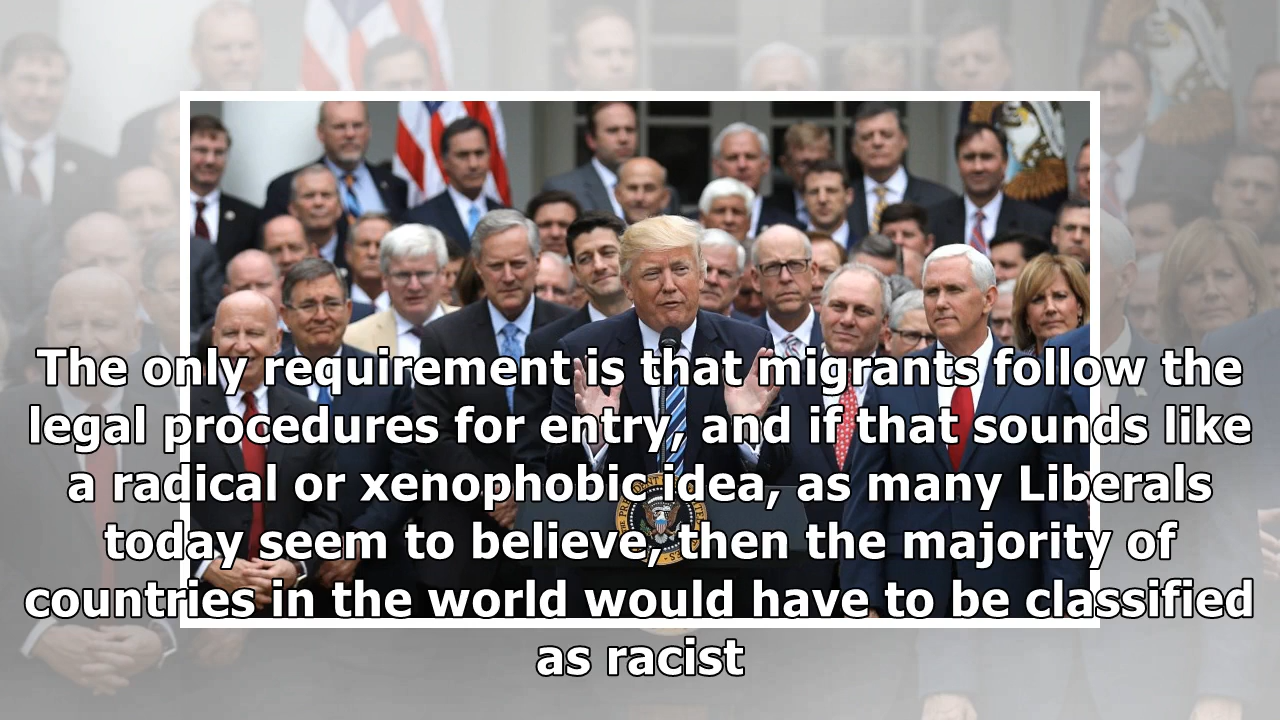 The only requirement is that migrants follow the
legal procedures for entry, and if that sounds like
a radical or xenophobic idea, as many Liberals
today seem to believe, then the majority of
countries in the world would have to be classified
as racist